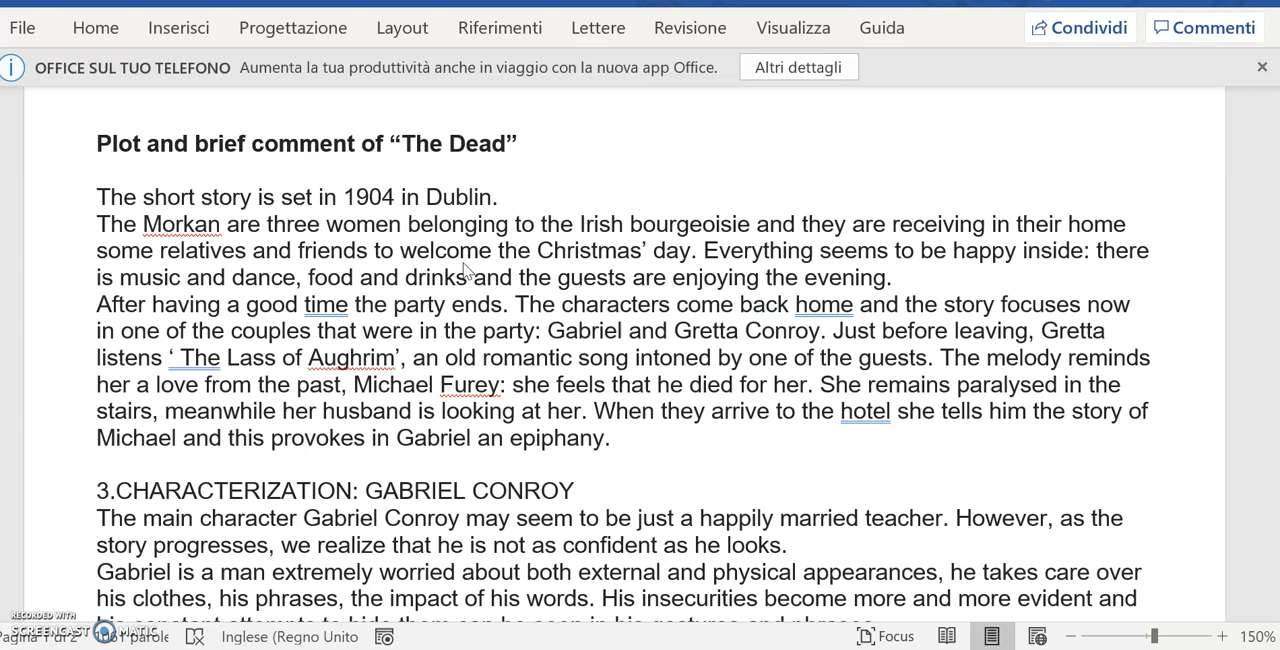 File Home Inserisci Progettazione Layout Riferimenti Lettere Revisione Visualizza Guida Condividi Commenti
OFFICE SUL TUO TELEFONO Aumenta la tua produttività anche in viaggio con la nuova app Office. Altri dettagli
Plot and brief comment of “The Dead”
The short story is set in 1904 in Dublin.
The Morkan are three women belonging to the Irish bourgeoisie and they are receiving in their home
some relatives and friends to welcome the Christmas’ day. Everything seems to be happy inside: there
is music and dance, food and drinks and the guests are enjoying the evening.
After having a good time the party ends. The characters come back home and the story focuses now
in one of the couples that were in the party: Gabriel and Gretta Conroy. Just before leaving, Gretta
listens ‘ The Lass of Aughrim’, an old romantic song intoned by one of the guests. The melody reminds
her a love from the past, Michael Furey: she feels that he died for her. She remains paralysed in the
stairs, meanwhile her husband is looking at her. When they arrive to the hotel she tells him the story of
Michael and this provokes in Gabriel an epiphany.
3.CHARACTERIZATION: GABRIEL CONROY
The main character Gabriel Conroy may seem to be just a happily married teacher. However, as the
story progresses, we realize that he is not as confident as he looks.
Gabriel is a man extremely worried about both external and physical appearances, he takes care over
his clothes, his phrases, the impact of his words. His insecurities become more and more evident and
RECORDED WITH
SCREENCAST MATIC
Inglese (Regno Unito Focus 150%